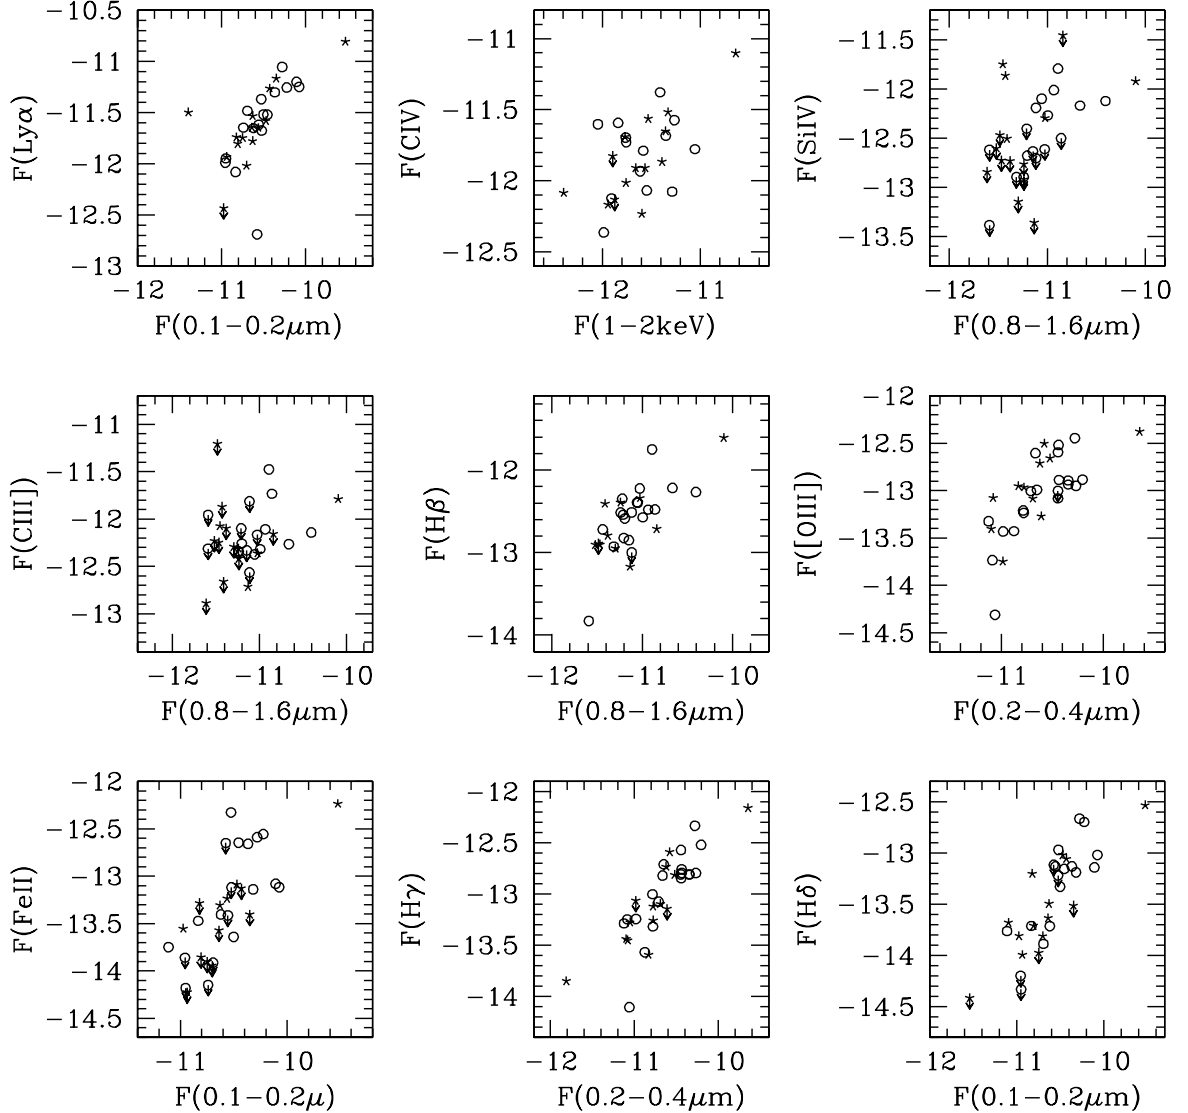 −10.5
−11
−11.5
−12
−12.5
−13
F(Lyα)
−12 −11 −10
F(0.1−0.2μm)
−11
−11.5
−12
−12.5
F(CIV)
−12 −11
F(1−2keV)
−11.5
−12
−12.5
−13
−13.5
F(SiIV)
−12 −11 −10
F(0.8−1.6μm)
−11
−11.5
−12
−12.5
−13
F(CIII])
−12 −11 −10
F(0.8−1.6μm)
−12
−13
−14
F(Hβ)
−12 −11 −10
F(0.8−1.6μm)
−12
−12.5
−13
−13.5
−14
−14.5
F([OIII])
−11 −10
F(0.2−0.4μm)
−12
−12.5
−13
−13.5
−14
−14.5
F(FeII)
−11 −10
F(0.1−0.2μ)
−12
−12.5
−13
−13.5
−14
F(Hγ)
−12 −11 −10
F(0.2−0.4μm)
−12.5
−13
−13.5
−14
−14.5
F(Hδ)
−12 −11 −10
F(0.1−0.2μm)